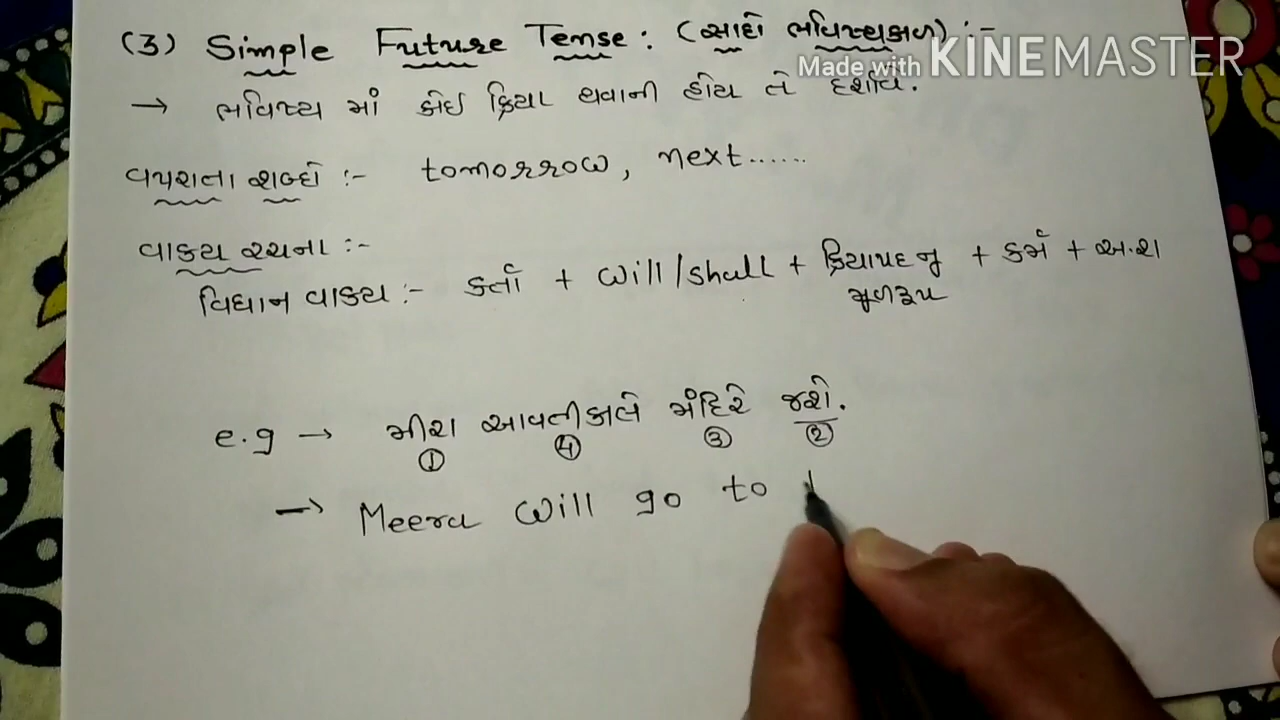 (3) Simple Future Tense : (સાદો ભવિષ્યકાળ) :-
Made with KINEMASTER
→ ભવિષ્ય માં કોઇ ક્રિયા થવાની હોય તે દર્શાવે.
વપરાતા શબ્દો :- tomorrow, next......
વાક્ય રચના :-
વિધાન વાક્ય :- કર્તા + will/shall + ક્રિયાપદ નુ + કર્મ + અ.શ
મૂળરૂપ
e.g → મીરા આવતીકાલે મંદિરે જશે.
① ④ ③ ②
→ Meera will go to